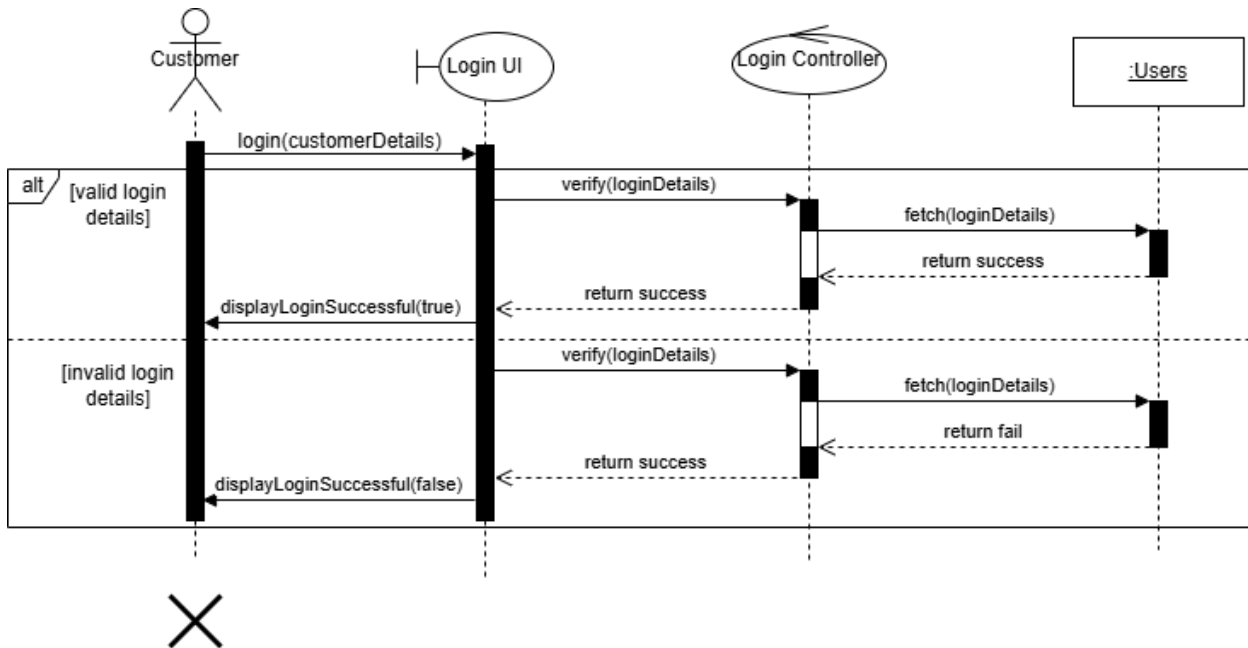 Customer
Login UI
Login Controller
:Users
login(customerDetails)
alt
[valid login
details]
verify(loginDetails)
fetch(loginDetails)
return success
return success
displayLoginSuccessful(true)
[invalid login
details]
verify(loginDetails)
fetch(loginDetails)
return fail
return success
displayLoginSuccessful(false)